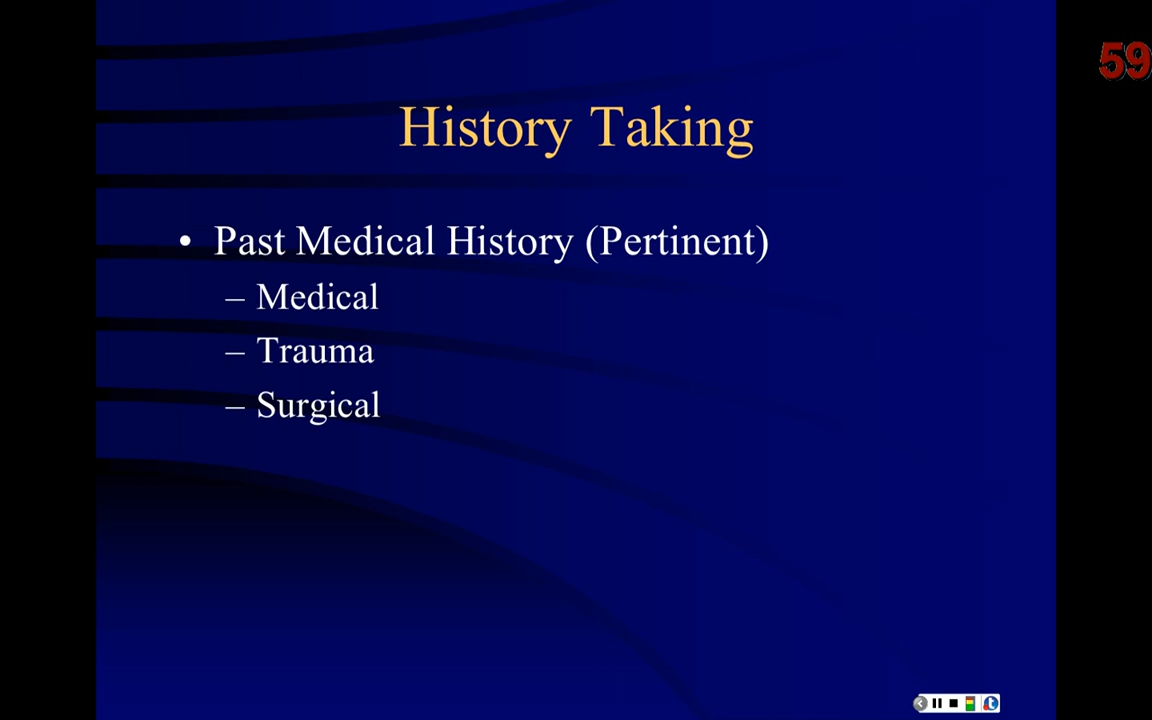 59
History Taking
• Past Medical History (Pertinent)
– Medical
– Trauma
– Surgical